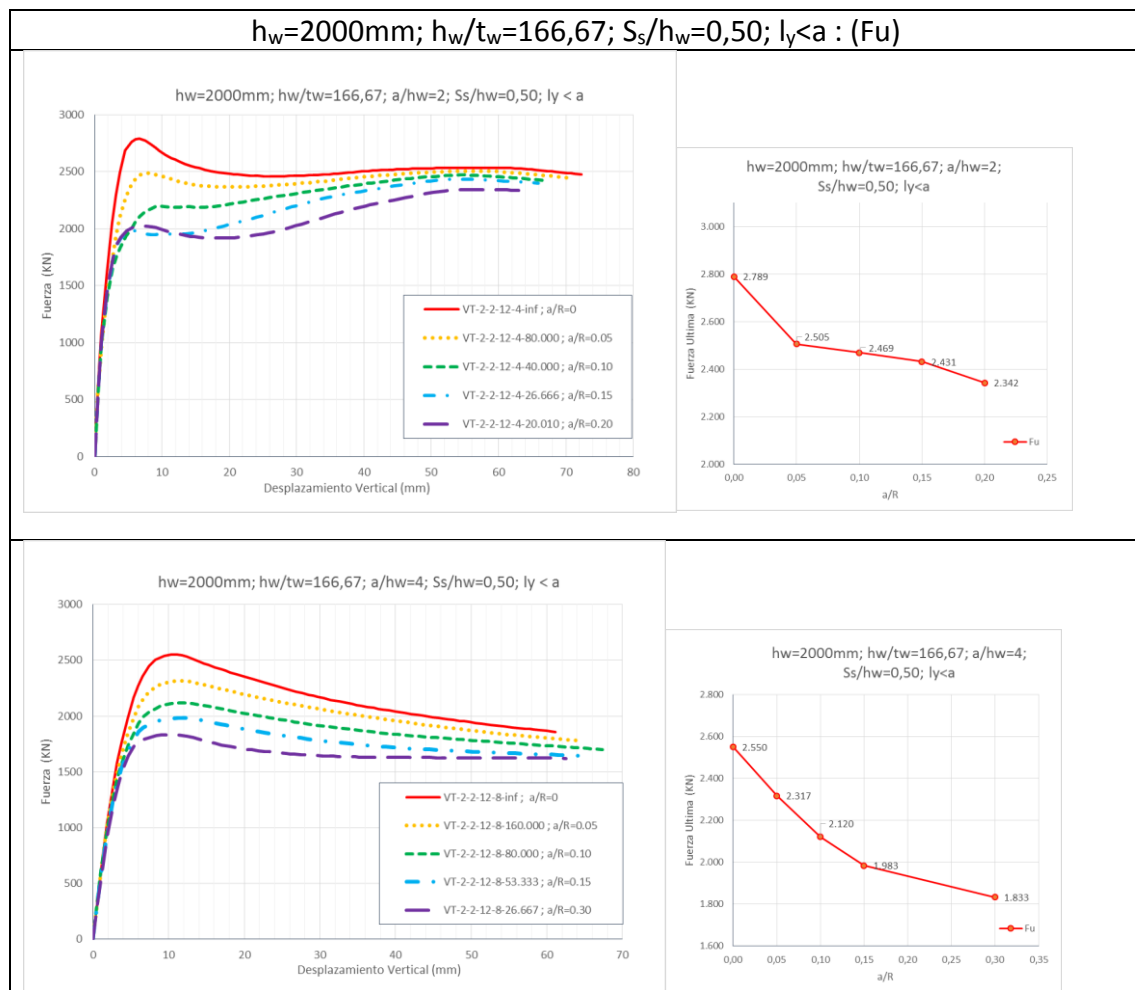 hw=2000mm; hw/tw=166,67; Ss/hw=0,50; ly<a : (Fu)
hw=2000mm; hw/tw=166,67; a/hw=2; Ss/hw=0,50; ly < a
3000
2500
2000
1500
1000
500
0
Fuerza (KN)
VT-2-2-12-4-inf ; a/R=0
VT-2-2-12-4-80.000 ; a/R=0.05
VT-2-2-12-4-40.000 ; a/R=0.10
VT-2-2-12-4-26.666 ; a/R=0.15
VT-2-2-12-4-20.010 ; a/R=0.20
0 10 20 30 40 50 60 70 80
Desplazamiento Vertical (mm)
hw=2000mm; hw/tw=166,67; a/hw=2;
Ss/hw=0,50; ly<a
3.000
2.800
2.600
2.400
2.200
2.000
Fuerza Ultima (KN)
2.789
2.505
2.469
2.431
2.342
Fu
0,00 0,05 0,10 0,15 0,20 0,25
a/R
hw=2000mm; hw/tw=166,67; a/hw=4; Ss/hw=0,50; ly < a
3000
2500
2000
1500
1000
500
0
Fuerza (KN)
VT-2-2-12-8-inf ; a/R=0
VT-2-2-12-8-160.000 ; a/R=0.05
VT-2-2-12-8-80.000 ; a/R=0.10
VT-2-2-12-8-53.333 ; a/R=0.15
VT-2-2-12-8-26.667 ; a/R=0.30
0 10 20 30 40 50 60 70
Desplazamiento Vertical (mm)
hw=2000mm; hw/tw=166,67; a/hw=4;
Ss/hw=0,50; ly<a
2.800
2.600
2.400
2.200
2.000
1.800
1.600
Fuerza Ultima (KN)
2.550
2.317
2.120
1.983
1.833
Fu
0,00 0,05 0,10 0,15 0,20 0,25 0,30 0,35
a/R